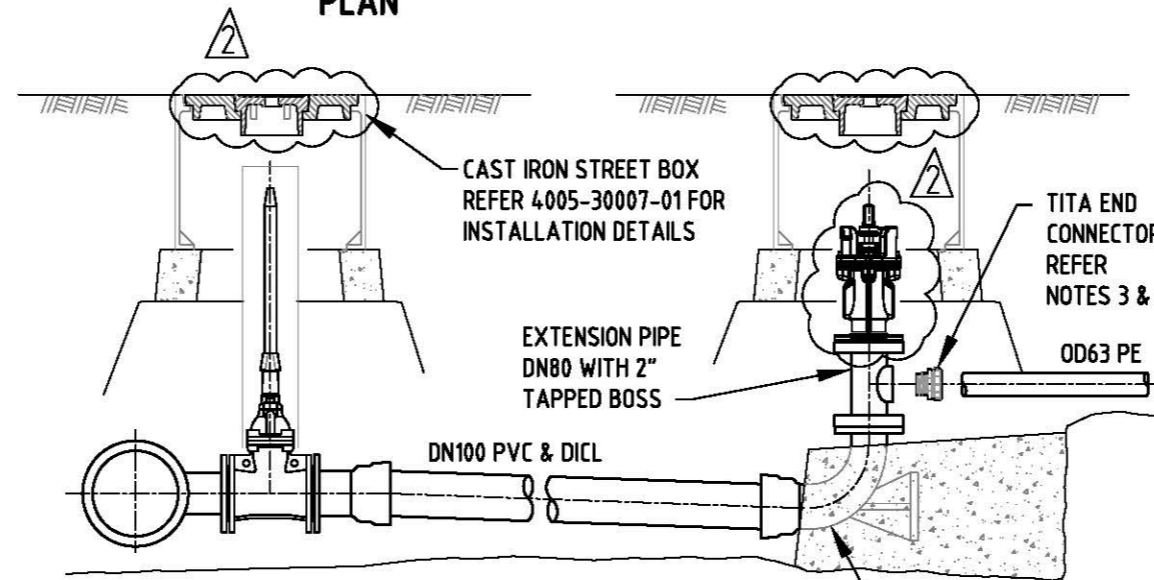 PLAN
2
CAST IRON STREET BOX
REFER 4005-30007-01 FOR
INSTALLATION DETAILS
2
TITA END
CONNECTOR
REFER
NOTES 3 &
EXTENSION PIPE
DN80 WITH 2"
TAPPED BOSS
OD63 PE
DN100 PVC & DICL